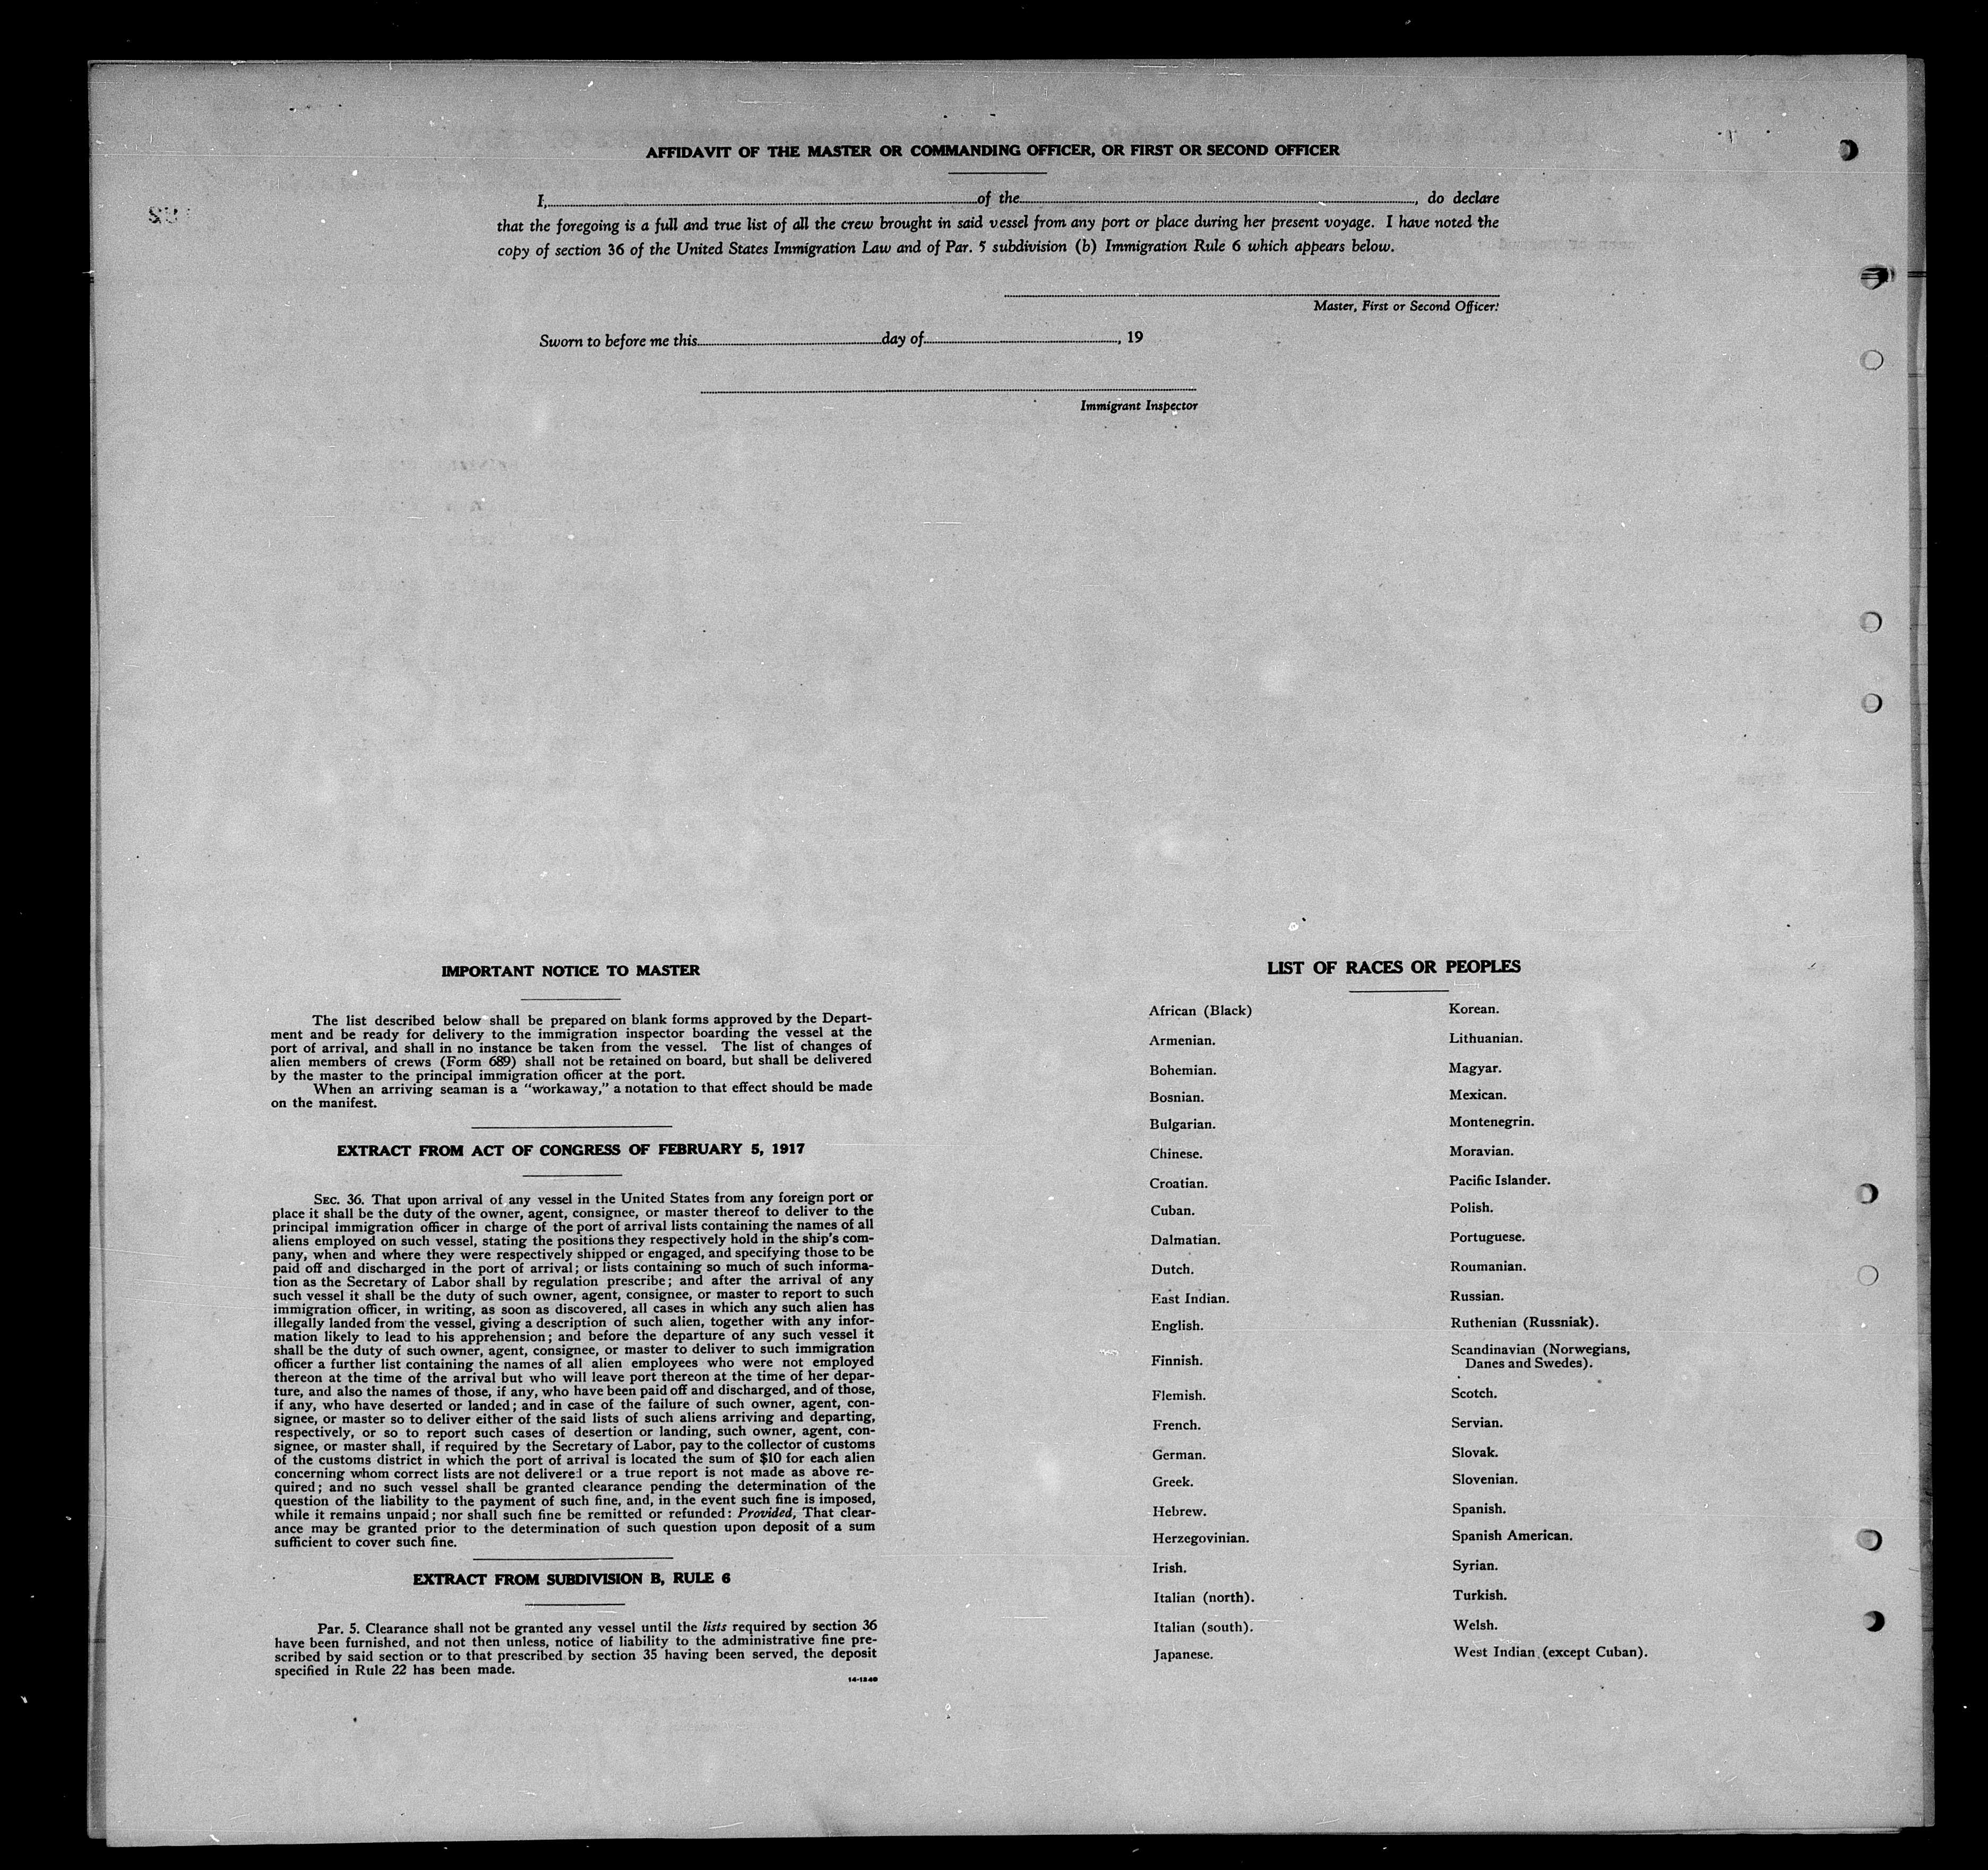 AFFIDAVIT OF THE MASTER OR COMMANDING OFFICER, OR FIRST OR SECOND OFFICER
I, of the , do declare
that the foregoing is a full and true list of all the crew brought in said vessel from any port or place during her present voyage. I have noted the
copy of section 36 of the United States Immigration Law and of Par. 5 subdivision (b) Immigration Rule 6 which appears below.
Master, First or Second Officer.
Sworn to before me this day of , 19
Immigrant Inspector
IMPORTANT NOTICE TO MASTER
The list described below shall be prepared on blank forms approved by the Depart-
ment and be ready for delivery to the immigration inspector boarding the vessel at the
port of arrival, and shall in no instance be taken from the vessel. The list of changes of
alien members of crews (Form 689) shall not be retained on board, but shall be delivered
by the master to the principal immigration officer at the port.
When an arriving seaman is a "workaway," a notation to that effect should be made
on the manifest.
EXTRACT FROM ACT OF CONGRESS OF FEBRUARY 5, 1917
SEC. 36. That upon arrival of any vessel in the United States from any foreign port or
place it shall be the duty of the owner, agent, consignee, or master thereof to deliver to the
principal immigration officer in charge of the port of arrival lists containing the names of all
aliens employed on such vessel, stating the positions they respectively hold in the ship's com-
pany, when and where they were respectively shipped or engaged, and specifying those to be
paid off and discharged in the port of arrival; or lists containing so much of such informa-
tion as the Secretary of Labor shall by regulation prescribe; and after the arrival of any
such vessel it shall be the duty of such owner, agent, consignee, or master to report to such
immigration officer, in writing, as soon as discovered, all cases in which any such alien has
illegally landed from the vessel, giving a description of such alien, together with any infor-
mation likely to lead to his apprehension; and before the departure of any such vessel it
shall be the duty of such owner, agent, consignee, or master to deliver to such immigration
officer a further list containing the names of all alien employees who were not employed
thereon at the time of the arrival but who will leave port thereon at the time of her depar-
ture, and also the names of those, if any, who have been paid off and discharged, and of those,
if any, who have deserted or landed; and in case of the failure of such owner, agent, con-
signee, or master so to deliver either of the said lists of such aliens arriving and departing,
respectively, or so to report such cases of desertion or landing, such owner, agent, con-
signee, or master shall, if required by the Secretary of Labor, pay to the collector of customs
of the customs district in which the port of arrival is located the sum of $10 for each alien
concerning whom correct lists are not delivered or a true report is not made as above re-
quired; and no such vessel shall be granted clearance pending the determination of the
question of the liability to the payment of such fine, and, in the event such fine is imposed,
while it remains unpaid; nor shall such fine be remitted or refunded: Provided, That clear-
ance may be granted prior to the determination of such question upon deposit of a sum
sufficient to cover such fine.
EXTRACT FROM SUBDIVISION B, RULE 6
Par. 5. Clearance shall not be granted any vessel until the lists required by section 36
have been furnished, and not then unless, notice of liability to the administrative fine pre-
scribed by said section or to that prescribed by section 35 having been served, the deposit
specified in Rule 22 has been made.
14-1240
LIST OF RACES OR PEOPLES
African (Black)
Armenian.
Bohemian.
Bosnian.
Bulgarian.
Chinese.
Croatian.
Cuban.
Dalmatian.
Dutch.
East Indian.
English.
Finnish.
Flemish.
French.
German.
Greek.
Hebrew.
Herzegovinian.
Irish.
Italian (north).
Italian (south).
Japanese.
Korean.
Lithuanian.
Magyar.
Mexican.
Montenegrin.
Moravian.
Pacific Islander.
Polish.
Portuguese.
Roumanian.
Russian.
Ruthenian (Russniak).
Scandinavian (Norwegians,
Danes and Swedes).
Scotch.
Servian.
Slovak.
Slovenian.
Spanish.
Spanish American.
Syrian.
Turkish.
Welsh.
West Indian (except Cuban).